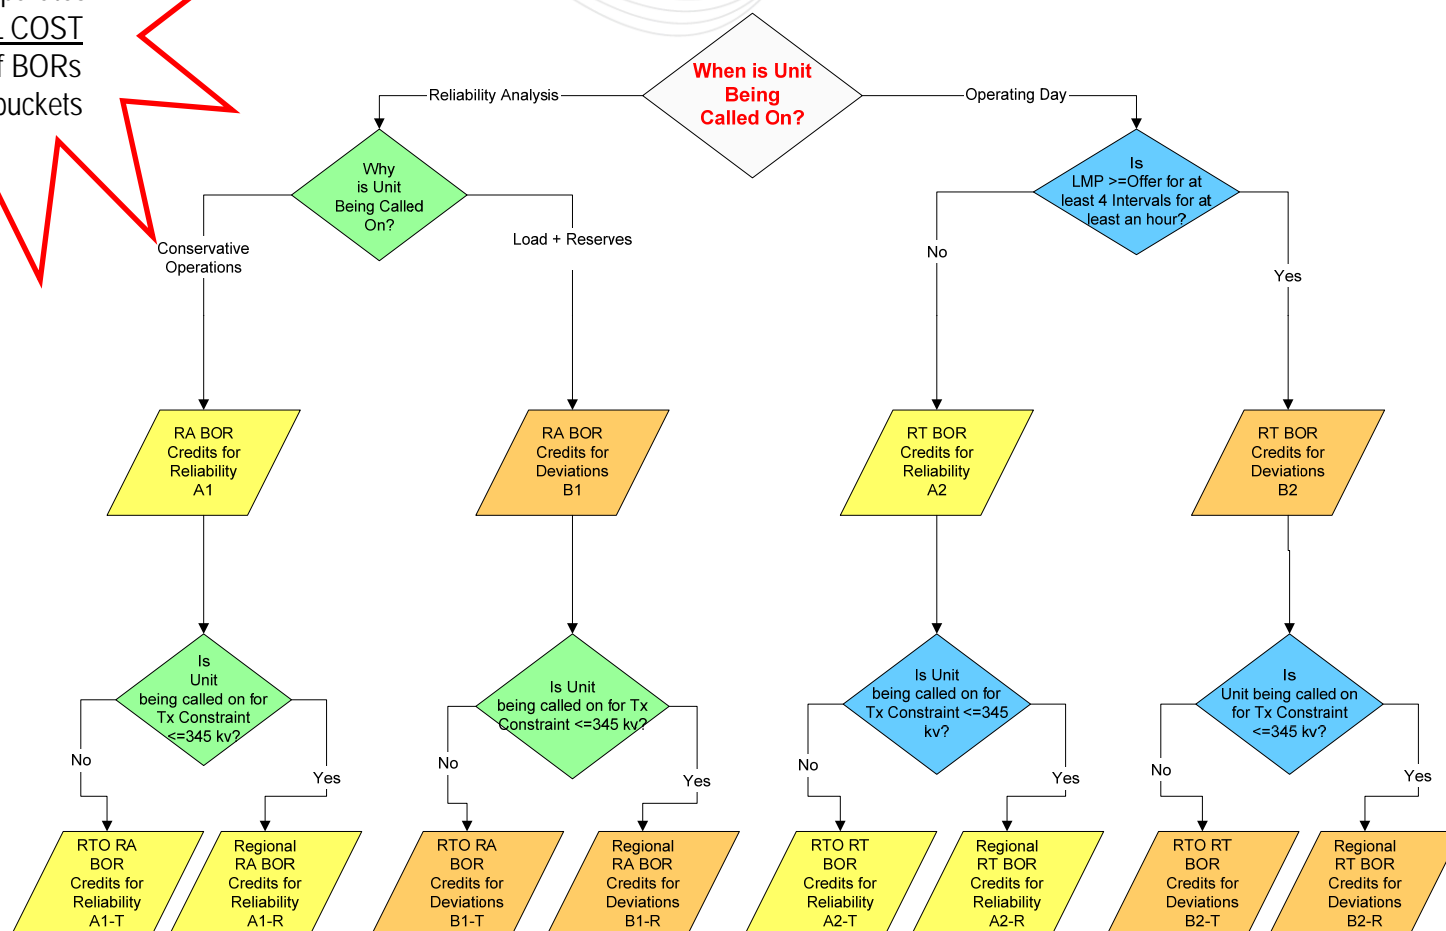 COST
BORs
buckets
When is Unit
Being
Called On?
Reliability Analysis
Operating Day
Why
is Unit
Being Called
On?
Is
LMP >=Offer for at
least 4 Intervals for at
least an hour?
Conservative
Operations
Load + Reserves
No
Yes
RA BOR
Credits for
Reliability
A1
RA BOR
Credits for
Deviations
B1
RT BOR
Credits for
Reliability
A2
RT BOR
Credits for
Deviations
B2
Is
Unit
being called on for
Tx Constraint
<=345 kv?
Is Unit
being called on for Tx
Constraint <=345 kv?
Is Unit
being called on for
Tx Constraint <=345
kv?
Is
Unit being called on
for Tx Constraint
<=345 kv?
No
Yes
No
Yes
No
Yes
No
Yes
RTO RA
BOR
Credits for
Reliability
A1-T
Regional
RA BOR
Credits for
Reliability
A1-R
RTO RA
BOR
Credits for
Deviations
B1-T
Regional
RA BOR
Credits for
Deviations
B1-R
RTO RT
BOR
Credits for
Reliability
A2-T
Regional
RT BOR
Credits for
Reliability
A2-R
RTO RT
BOR
Credits for
Deviations
B2-T
Regional
RT BOR
Credits for
Deviations
B2-R